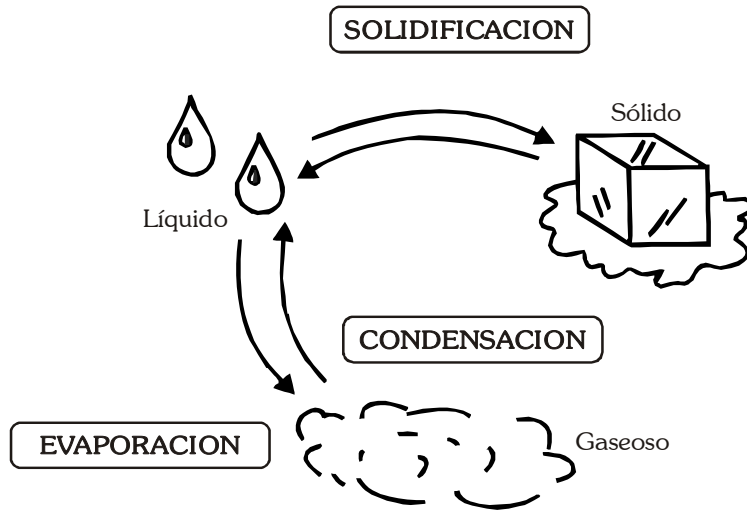 SOLIDIFICACION
Sólido
Líquido
CONDENSACION
EVAPORACION
Gaseoso